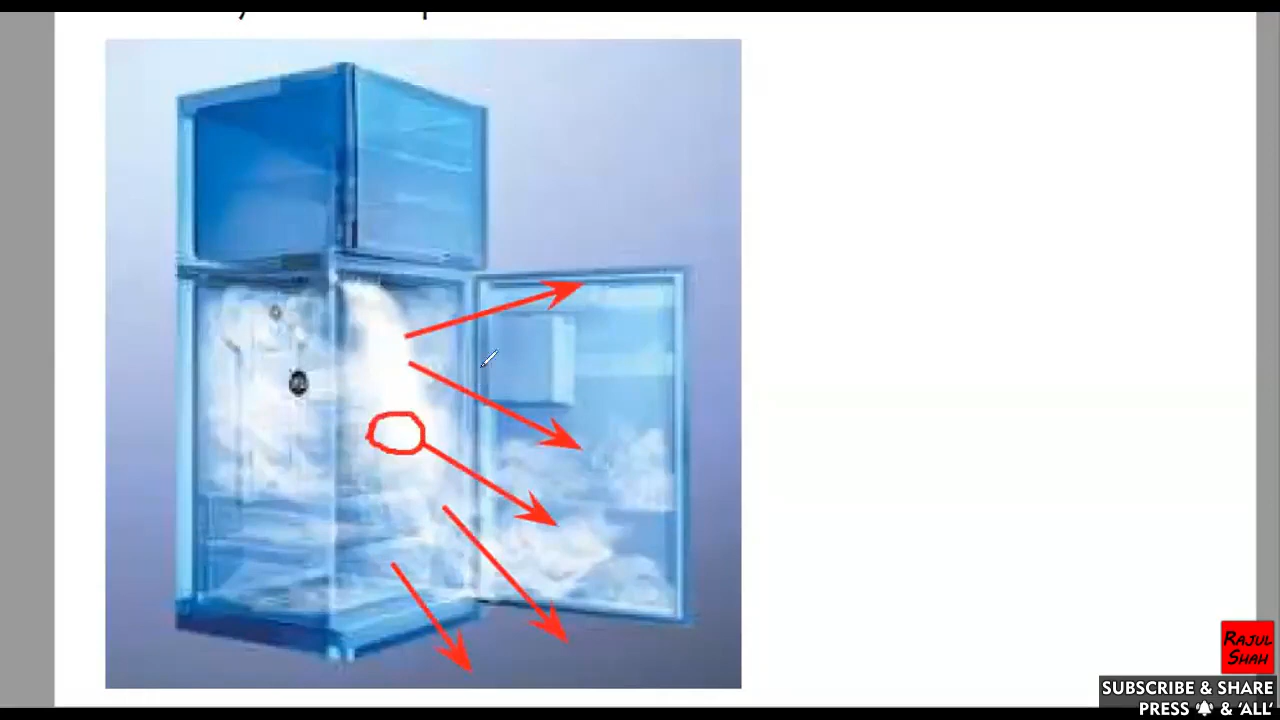 RAJUL
SHAH
SUBSCRIBE & SHARE
PRESS 🔔 & ‘ALL’